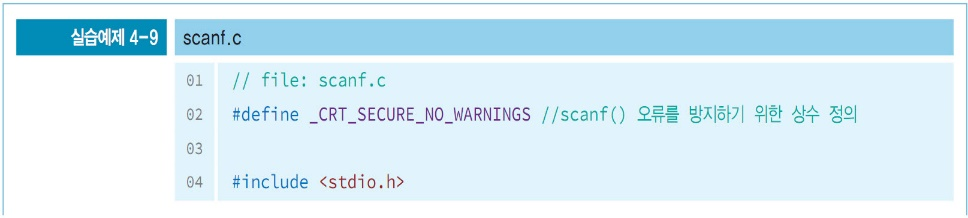 실습예제 4-9 scanf.c
01 // file: scanf.c
02 #define _CRT_SECURE_NO_WARNINGS //scanf() 오류를 방지하기 위한 상수 정의
03
04 #include <stdio.h>